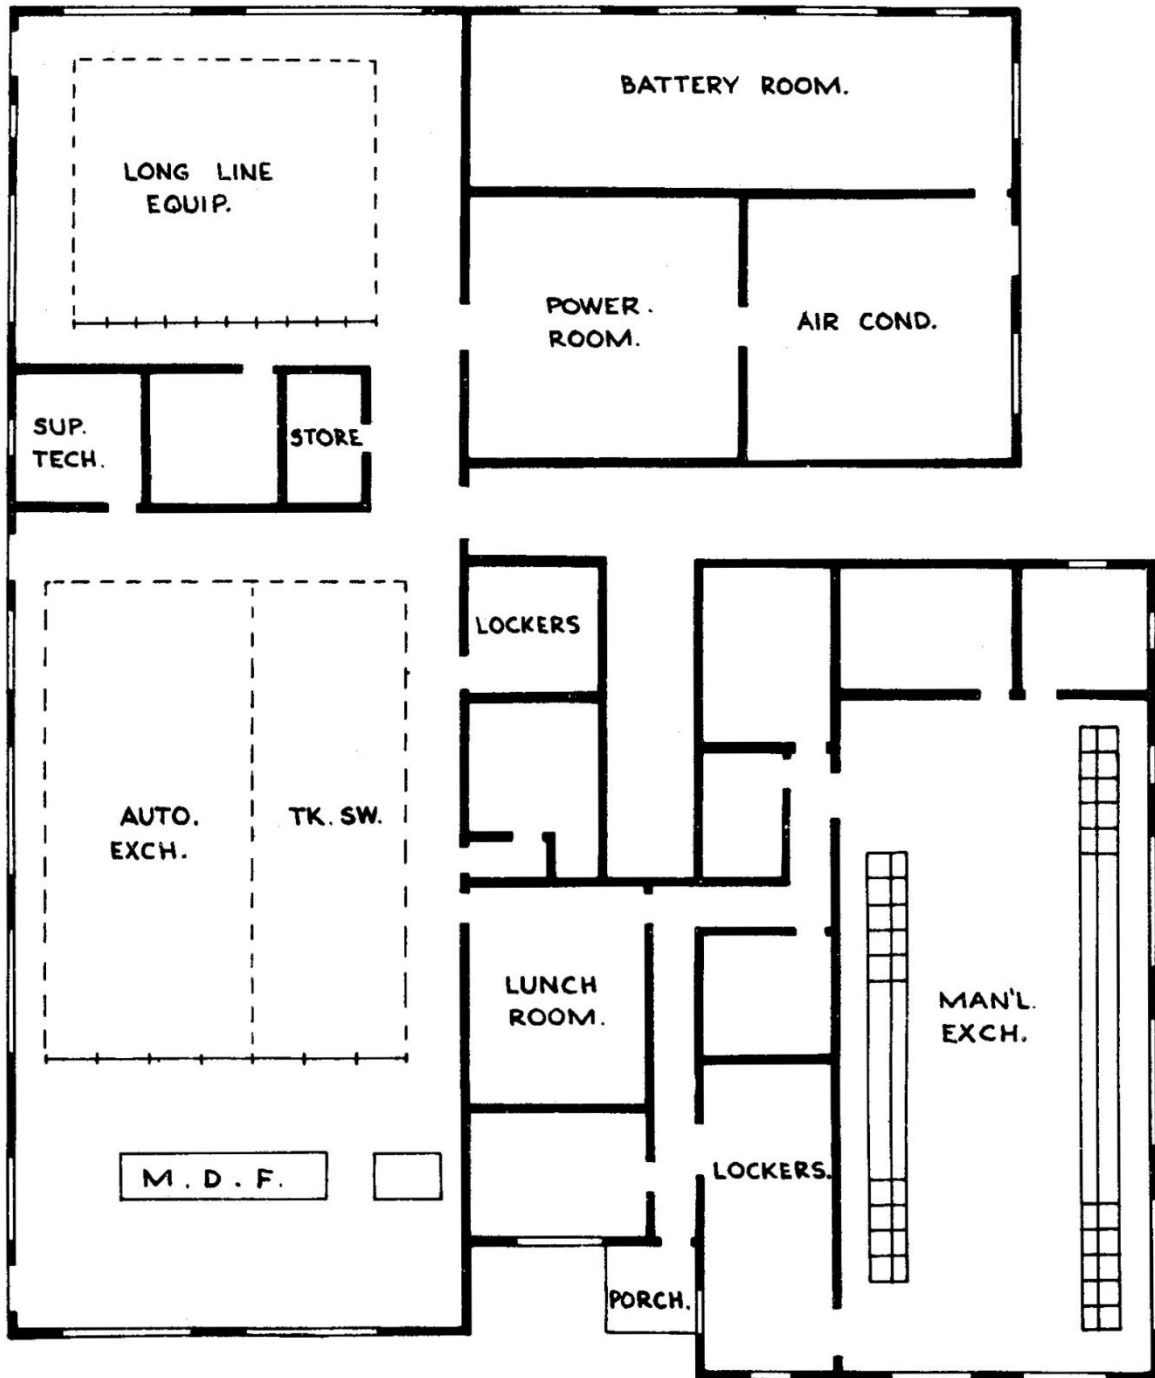 BATTERY ROOM.
LONG LINE
EQUIP.
POWER.
ROOM.
AIR COND.
SUP.
TECH.
STORE
LOCKERS
AUTO.
EXCH.
TK. SW.
LUNCH
ROOM.
MAN'L.
EXCH.
M. D. F.
LOCKERS.
PORCH.